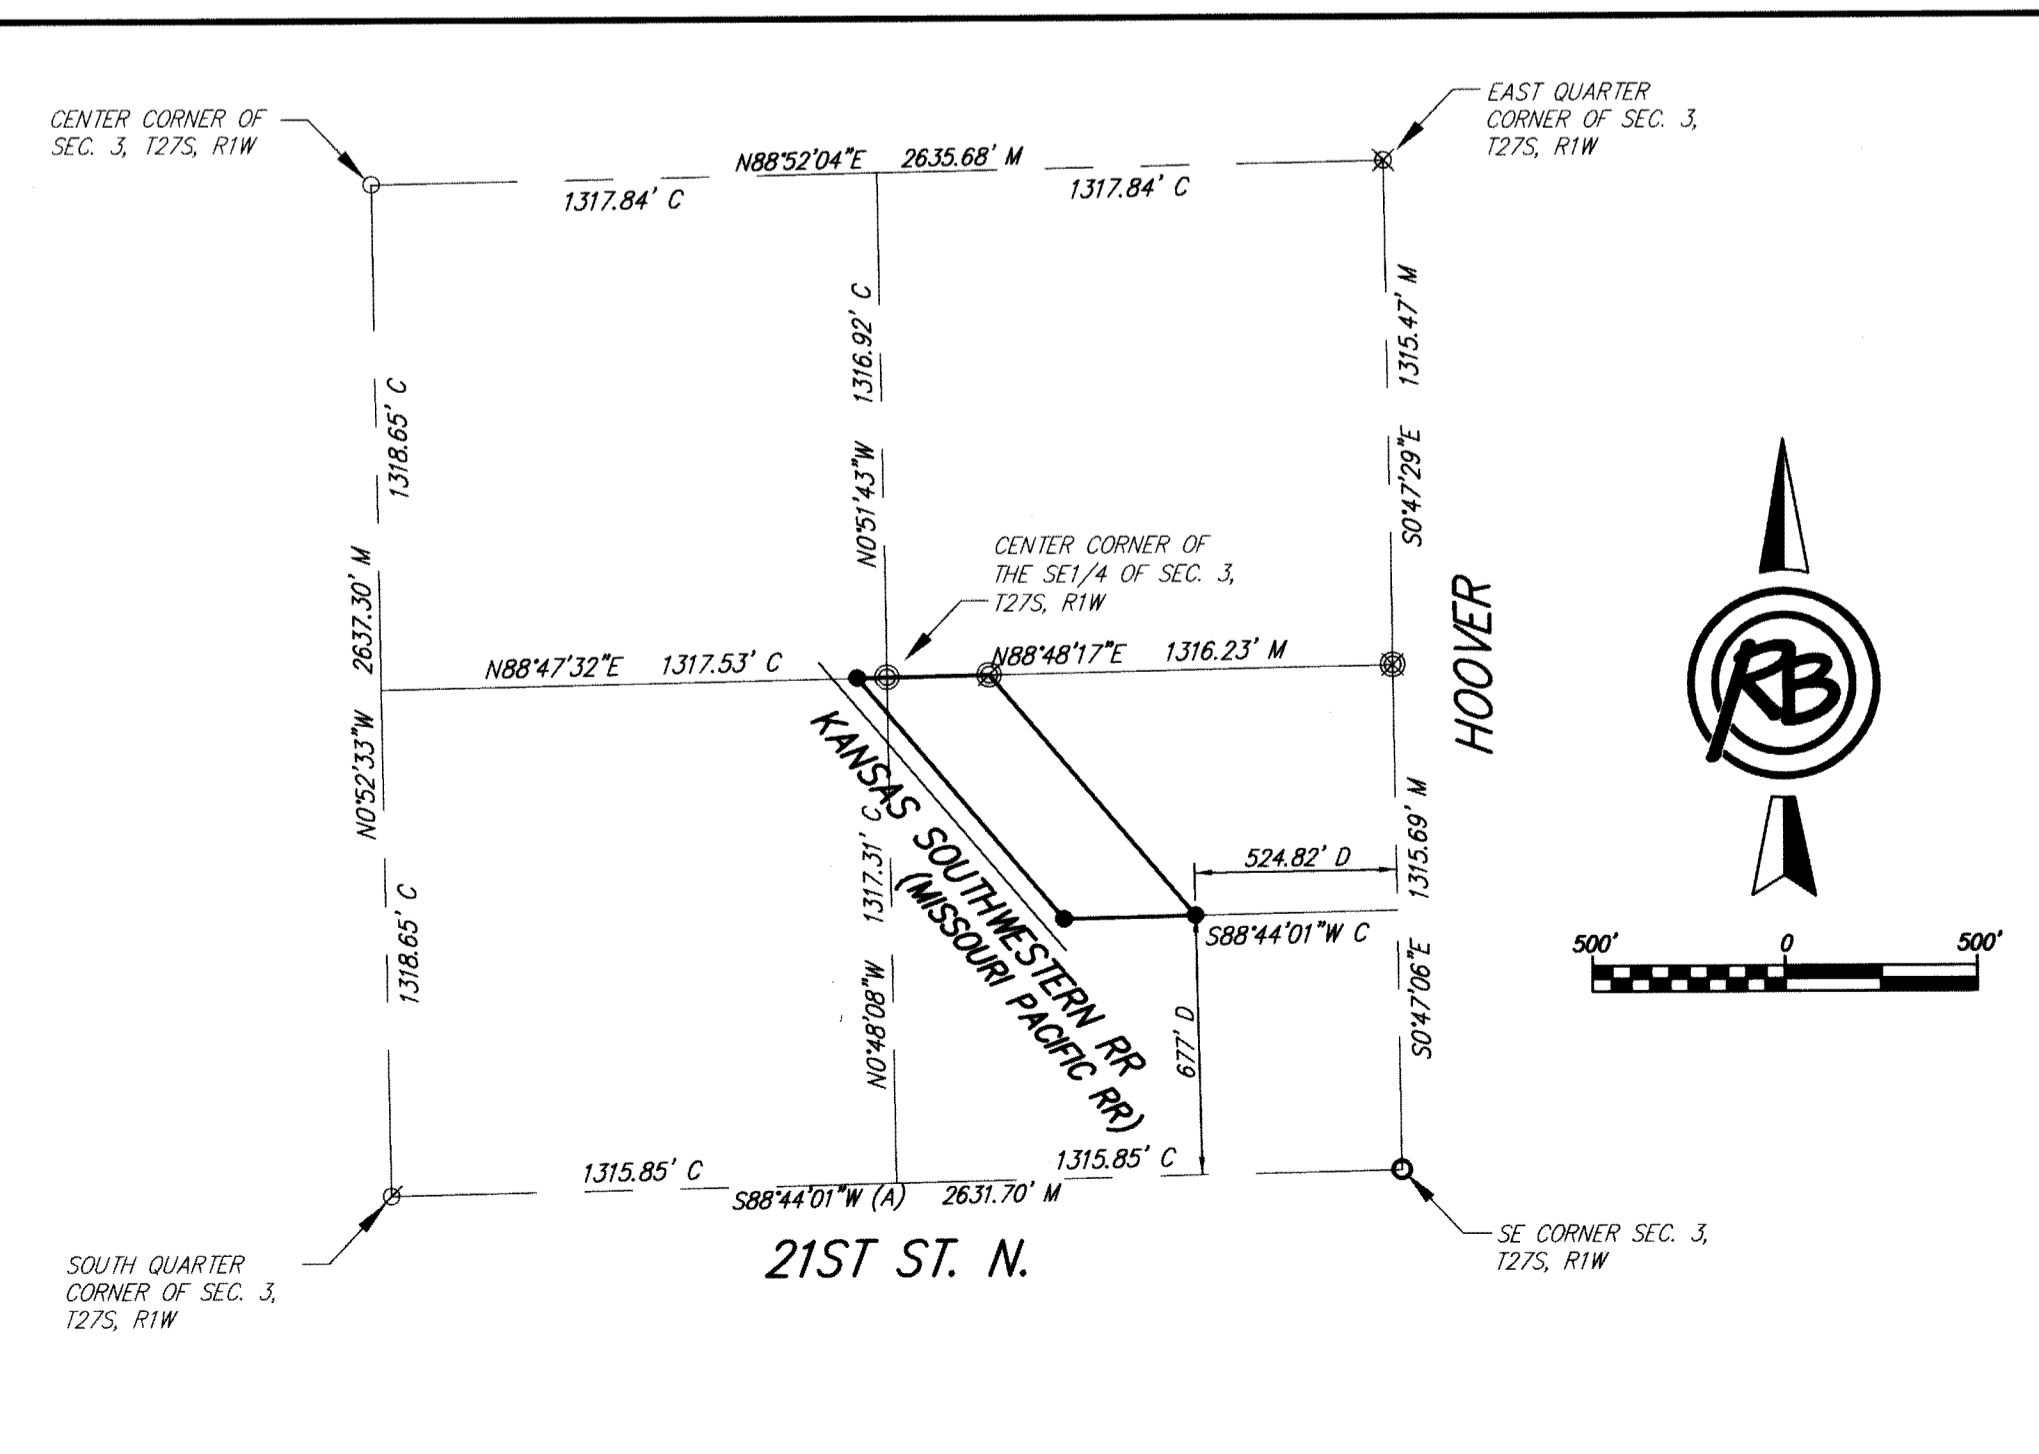 CENTER CORNER OF
SEC. 3, T27S, R1W
EAST QUARTER
CORNER OF SEC. 3,
T27S, R1W
N88°52'04"E 2635.68' M
1317.84' C
1317.84' C
1316.92' C
N0°51'43"W
1315.47' M
S0°47'29"E
1318.65' C
2637.30' M
N0°52'33"W
CENTER CORNER OF
THE SE1/4 OF SEC. 3,
T27S, R1W
N88°47'32"E 1317.53' C
N88°48'17"E 1316.23' M
HOOVER
RB
KANSAS SOUTHWESTERN RR
(MISSOURI PACIFIC RR)
1317.31' C
N0°48'08"W
524.82' D
1315.69' M
S0°47'06"E
S88°44'01"W C
677' D
1318.65' C
500' 0 500'
1315.85' C
1315.85' C
S88°44'01"W (A) 2631.70' M
21ST ST. N.
SOUTH QUARTER
CORNER OF SEC. 3,
T27S, R1W
SE CORNER SEC. 3,
T27S, R1W